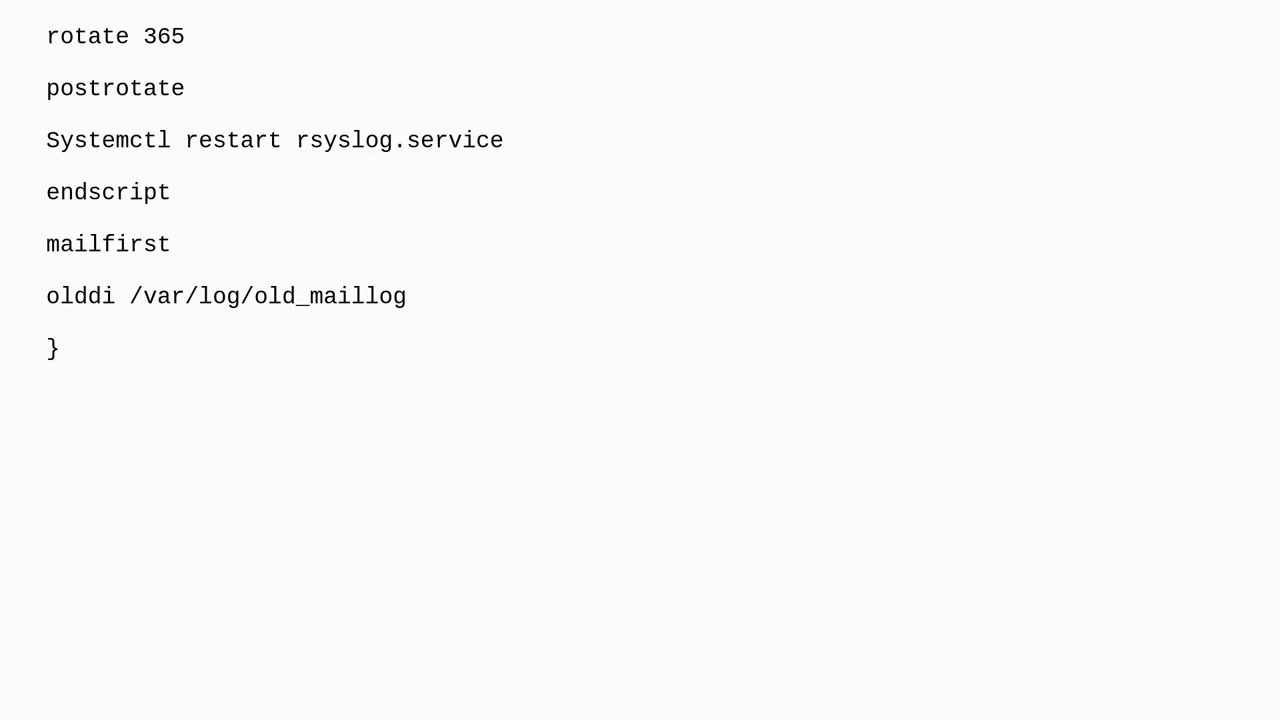 rotate 365
postrotate
Systemctl restart rsyslog.service
endscript
mailfirst
olddi /var/log/old_maillog
}